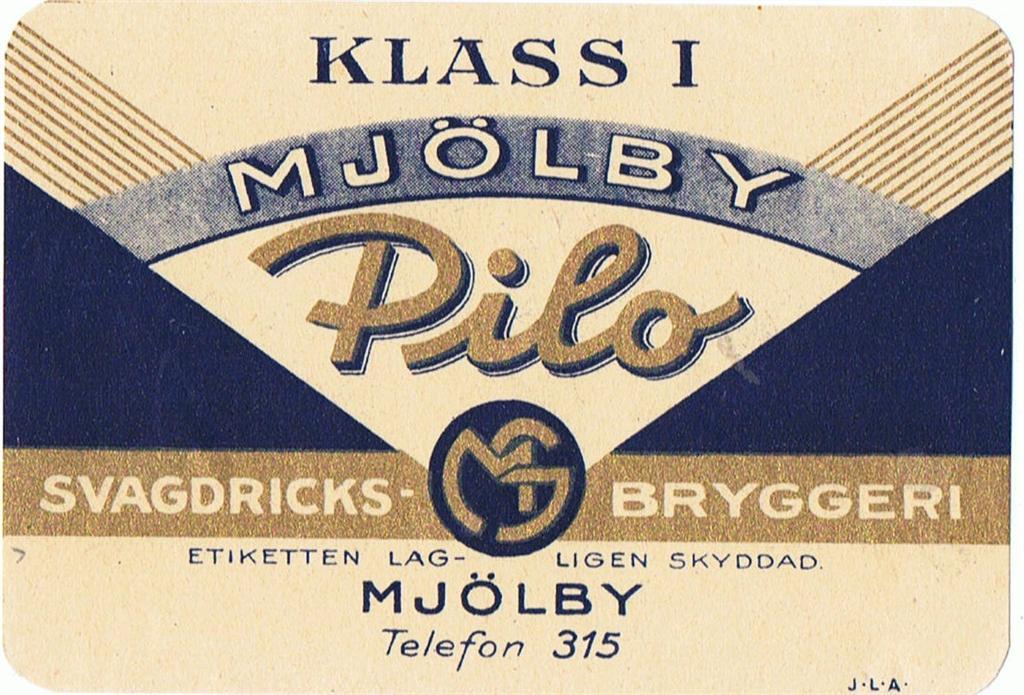 KLASS I
MJÖLBY
Pilo
SVAGDRICKS- BRYGGERI
ETIKETTEN LAG- LIGEN SKYDDAD.
MJÖLBY
Telefon 315
J.L.A.